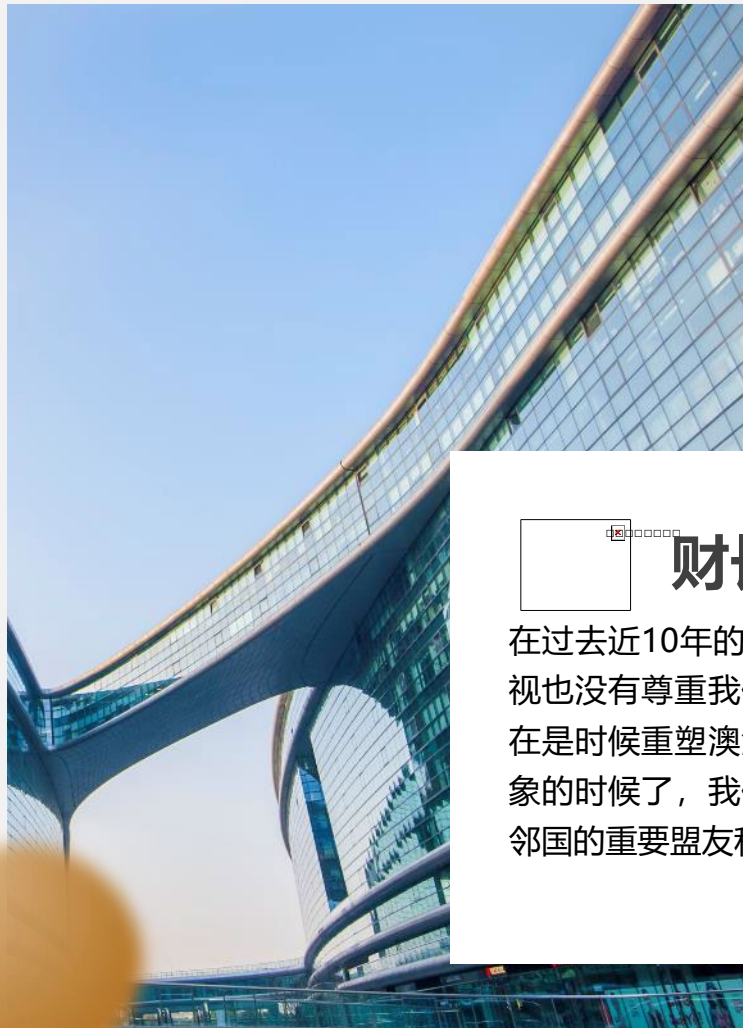 财
在过去近10年的
视也没有尊重我
在是时候重塑澳
象的时候了，我
邻国的重要盟友